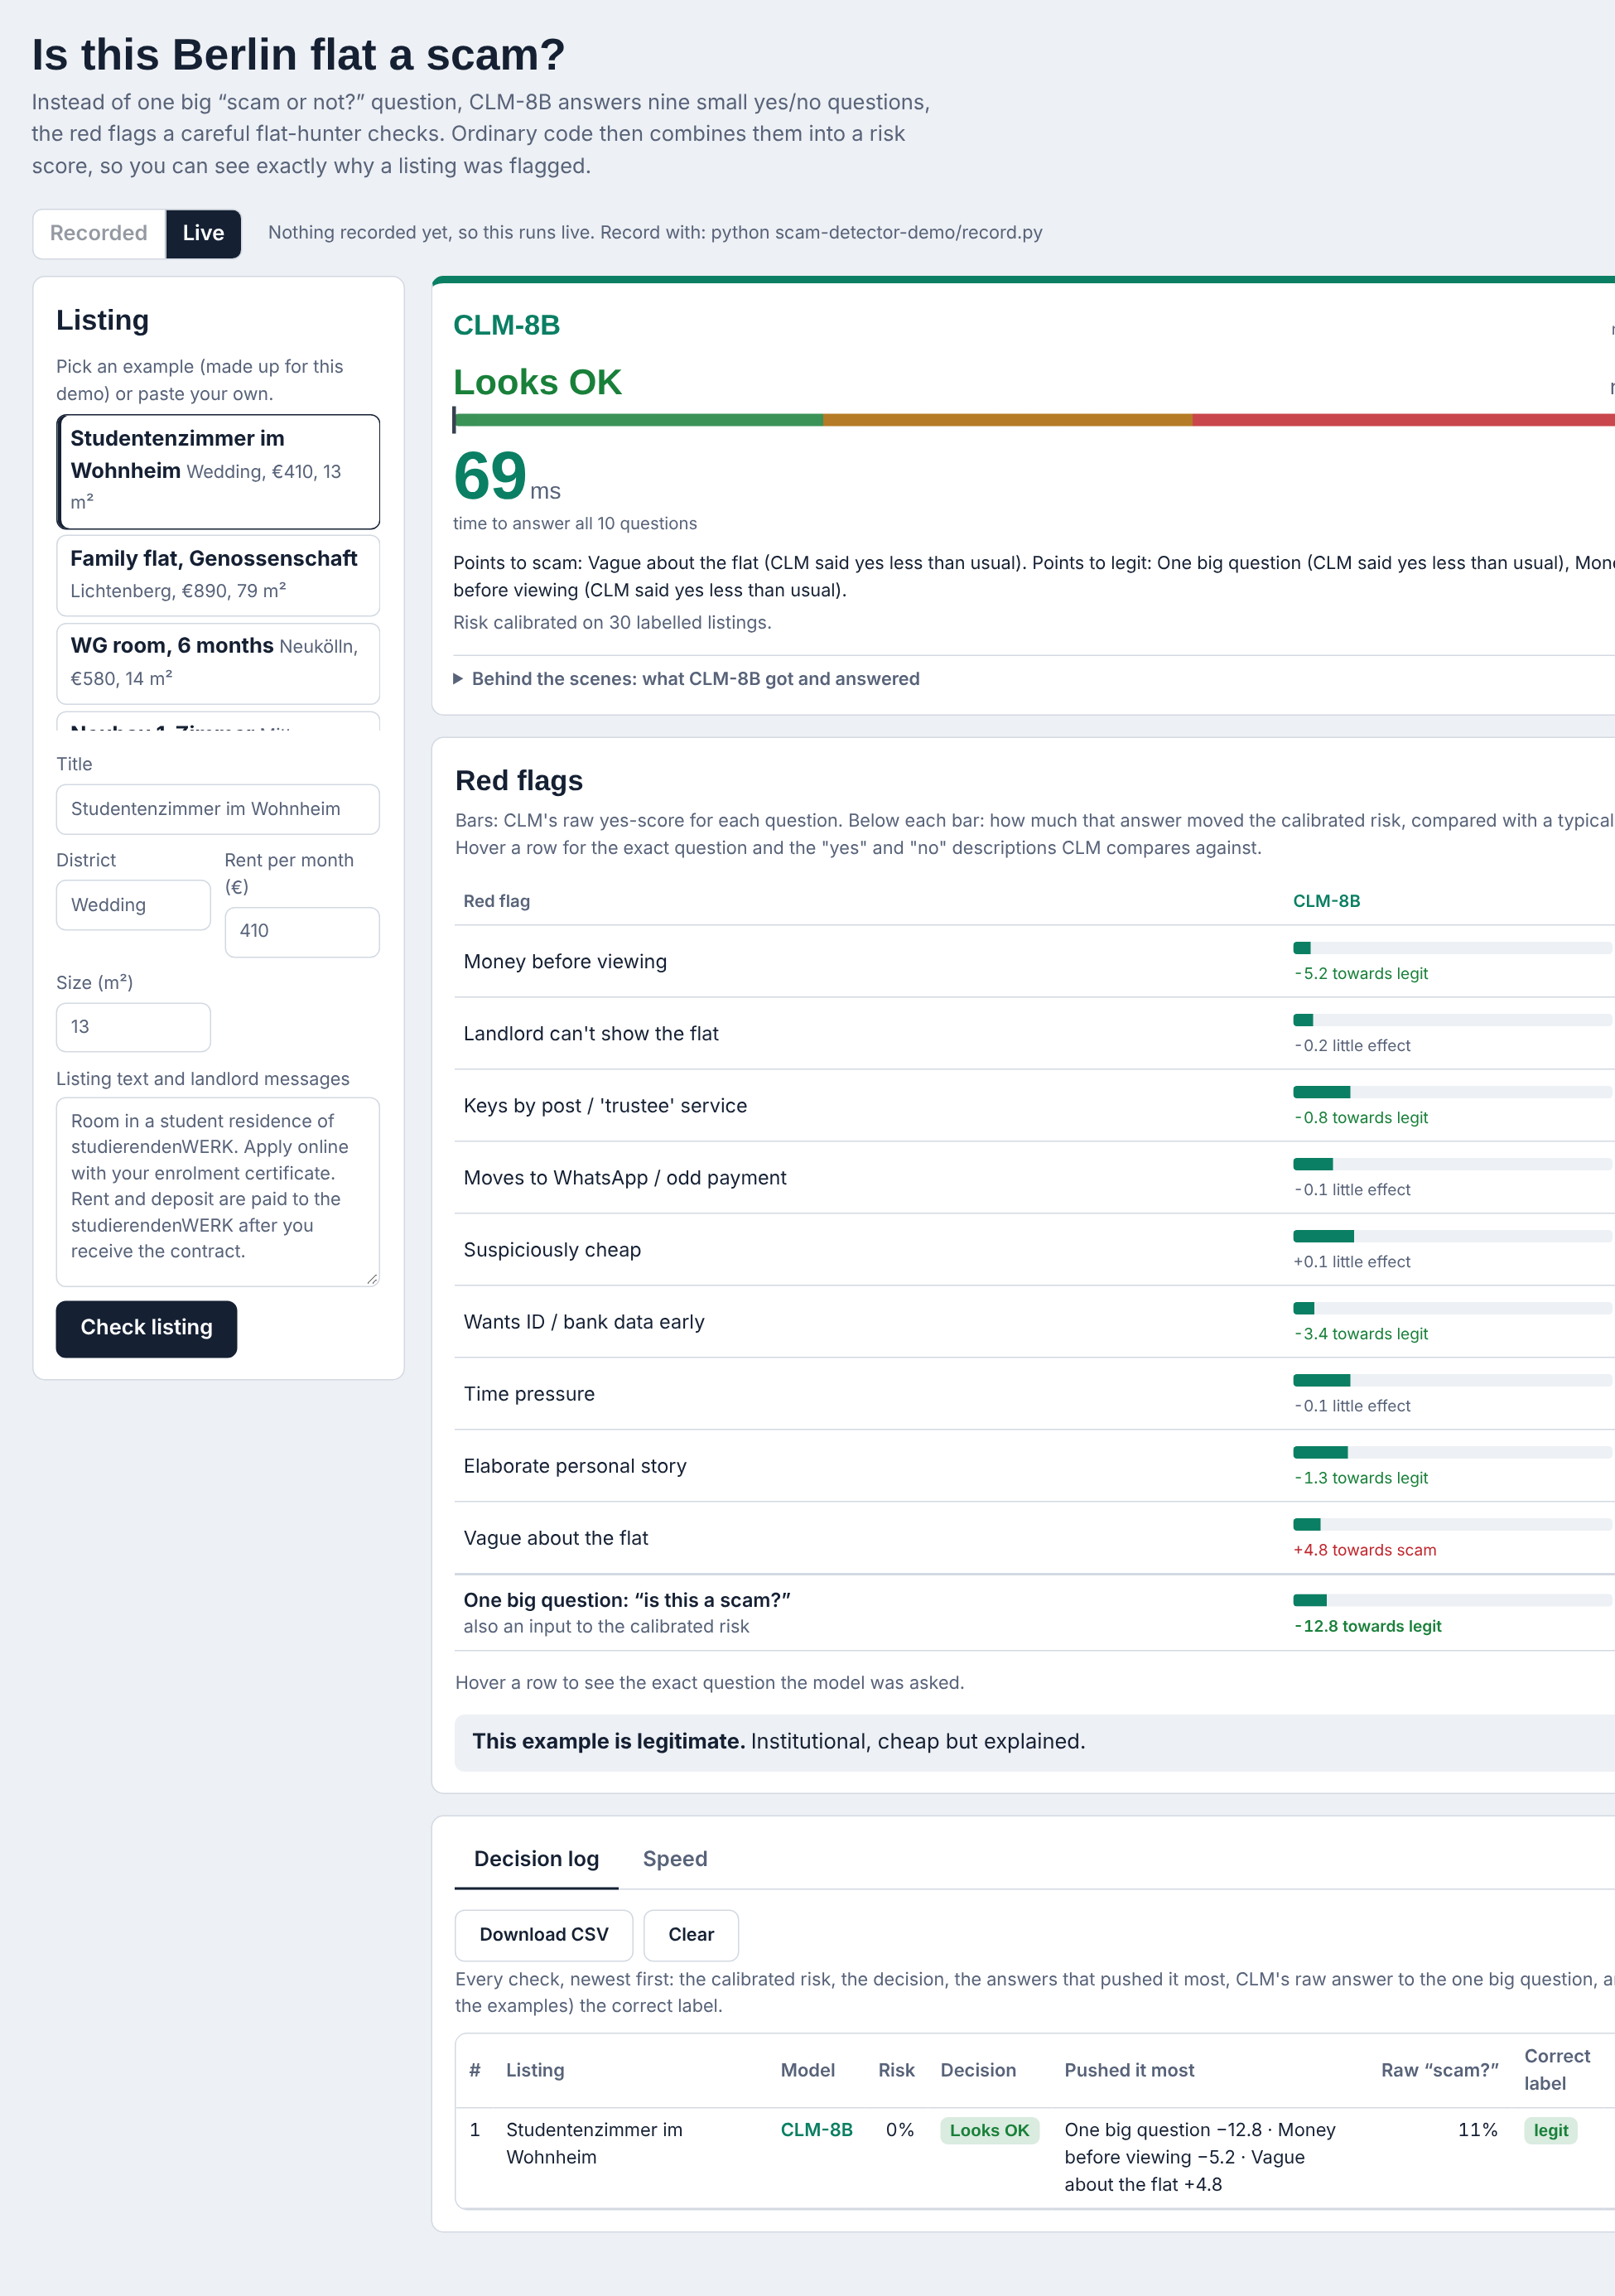 Is this Berlin flat a scam?
Instead of one big “scam or not?” question, CLM-8B answers nine small yes/no questions,
the red flags a careful flat-hunter checks. Ordinary code then combines them into a risk
score, so you can see exactly why a listing was flagged.
Recorded
Live
Nothing recorded yet, so this runs live. Record with: python scam-detector-demo/record.py
Listing
Pick an example (made up for this
demo) or paste your own.
Studentenzimmer im
Wohnheim Wedding, €410, 13
m²
Family flat, Genossenschaft
Lichtenberg, €890, 79 m²
WG room, 6 months Neukölln,
€580, 14 m²
Title
Studentenzimmer im Wohnheim
District
Rent per month
(€)
Wedding
410
Size (m²)
13
Listing text and landlord messages
Room in a student residence of
studierendenWERK. Apply online
with your enrolment certificate.
Rent and deposit are paid to the
studierendenWERK after you
receive the contract.
Check listing
CLM-8B
Looks OK
69 ms
time to answer all 10 questions
Points to scam: Vague about the flat (CLM said yes less than usual). Points to legit: One big question (CLM said yes less than usual),
before viewing (CLM said yes less than usual).
Risk calibrated on 30 labelled listings.
Behind the scenes: what CLM-8B got and answered
Red flags
Bars: CLM's raw yes-score for each question. Below each bar: how much that answer moved the calibrated risk, compared with a typical
Hover a row for the exact question and the "yes" and "no" descriptions CLM compares against.
Red flag
CLM-8B
Money before viewing
-5.2 towards legit
Landlord can't show the flat
-0.2 little effect
Keys by post / 'trustee' service
-0.8 towards legit
Moves to WhatsApp / odd payment
-0.1 little effect
Suspiciously cheap
+0.1 little effect
Wants ID / bank data early
-3.4 towards legit
Time pressure
-0.1 little effect
Elaborate personal story
-1.3 towards legit
Vague about the flat
+4.8 towards scam
One big question: “is this a scam?”
also an input to the calibrated risk
-12.8 towards legit
Hover a row to see the exact question the model was asked.
This example is legitimate. Institutional, cheap but explained.
Decision log
Speed
Download CSV
Clear
Every check, newest first: the calibrated risk, the decision, the answers that pushed it most, CLM's raw answer to the one big question,
the examples) the correct label.
# Listing Model Risk Decision Pushed it most Raw “scam?” Correct
label
1 Studentenzimmer im CLM-8B 0% Looks OK One big question −12.8 · Money 11% legit
Wohnheim before viewing −5.2 · Vague
about the flat +4.8